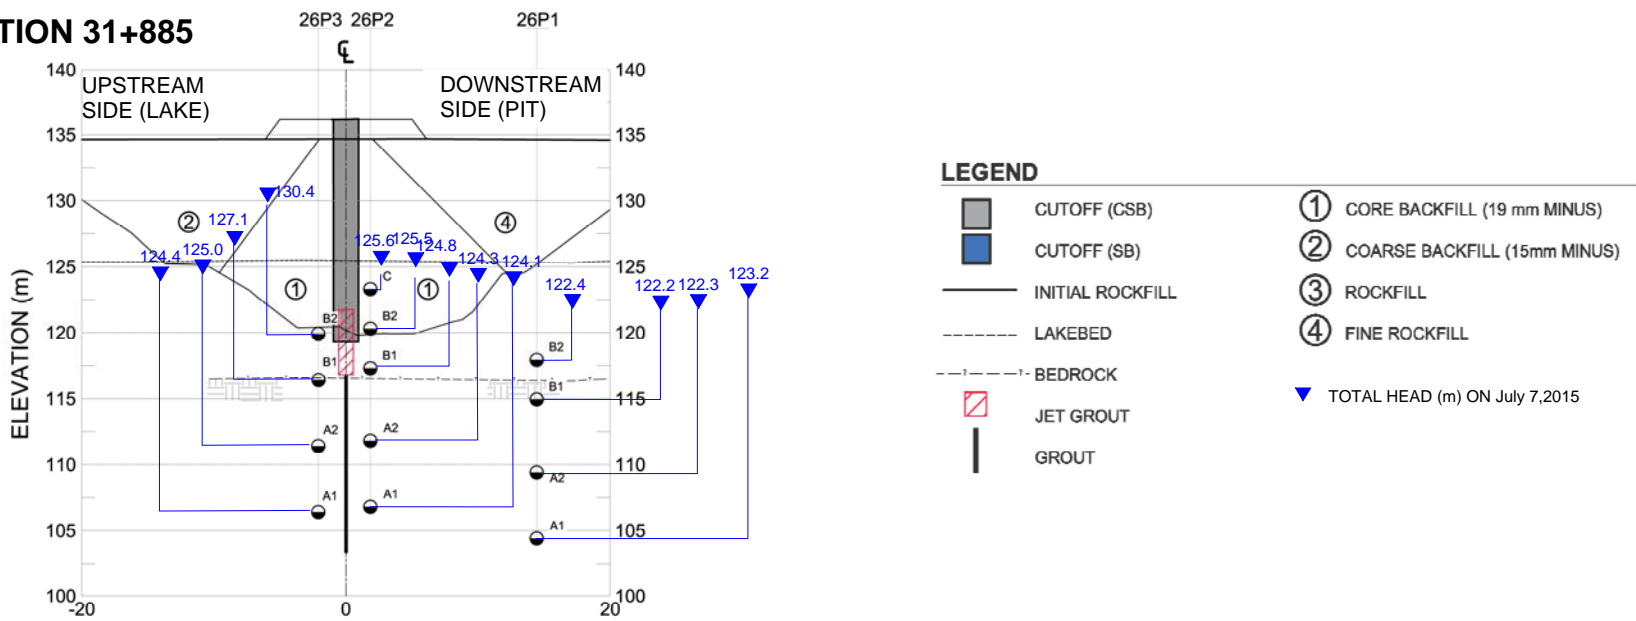 TION 31+885
26P3 26P2 26P1
℄
140 140
UPSTREAM
SIDE (LAKE)
DOWNSTREAM
SIDE (PIT)
135 135
130 130
130.4
127.1
124.4 125.0
125.6 125.5 124.8 124.3 124.1
122.4 122.2 122.3 123.2
2 4
125 125
1 1
C
B2 B2
120 120
B1 B1 B2
B1
115 115
A2 A2
110 110
A2
A1 A1
A1
105 105
100 100
-20 0 20
ELEVATION (m)
LEGEND
CUTOFF (CSB)
CUTOFF (SB)
INITIAL ROCKFILL
LAKEBED
-?- -?- BEDROCK
JET GROUT
GROUT
1 CORE BACKFILL (19 mm MINUS)
2 COARSE BACKFILL (15mm MINUS)
3 ROCKFILL
4 FINE ROCKFILL
TOTAL HEAD (m) ON July 7,2015